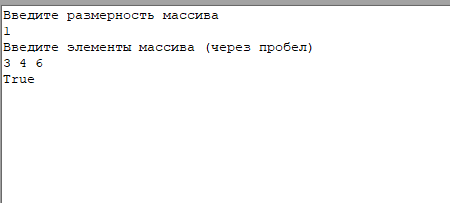 Введите размерность массива
1
Введите элементы массива (через пробел)
3 4 6
True